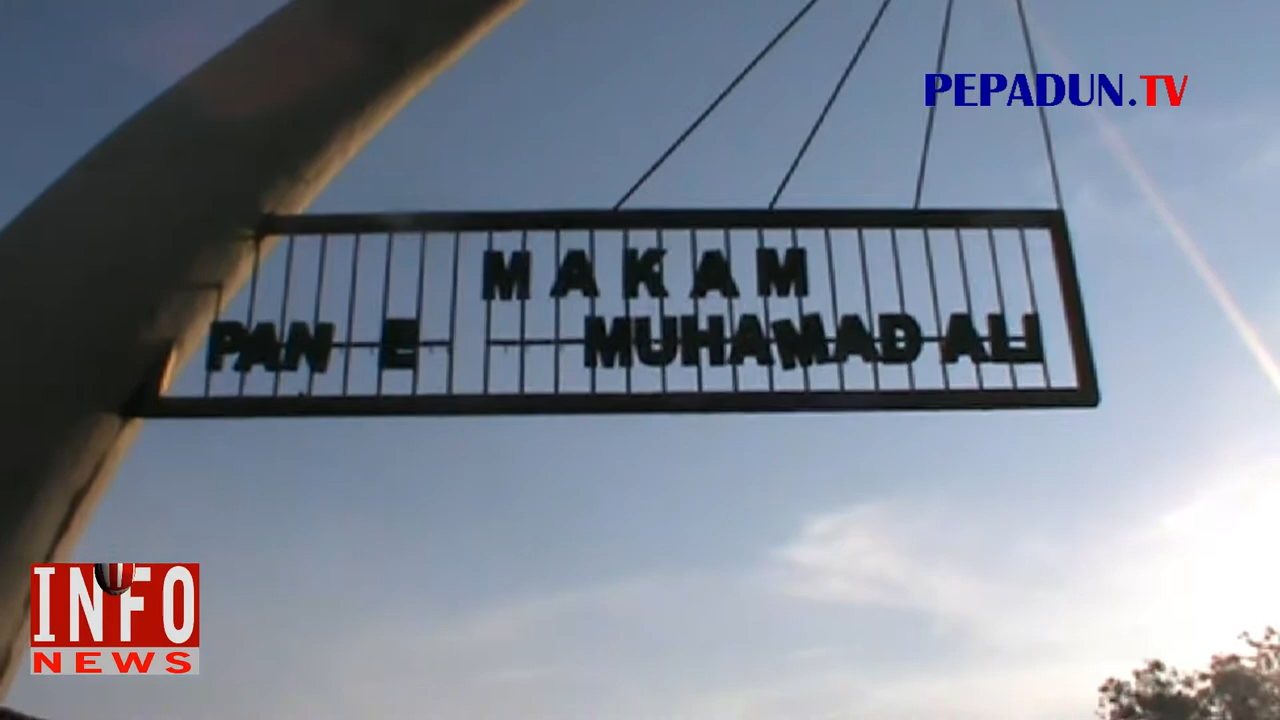 PEPADUN.TV
MAKAM
PAN E MUHAMAD ALI
INFO
NEWS